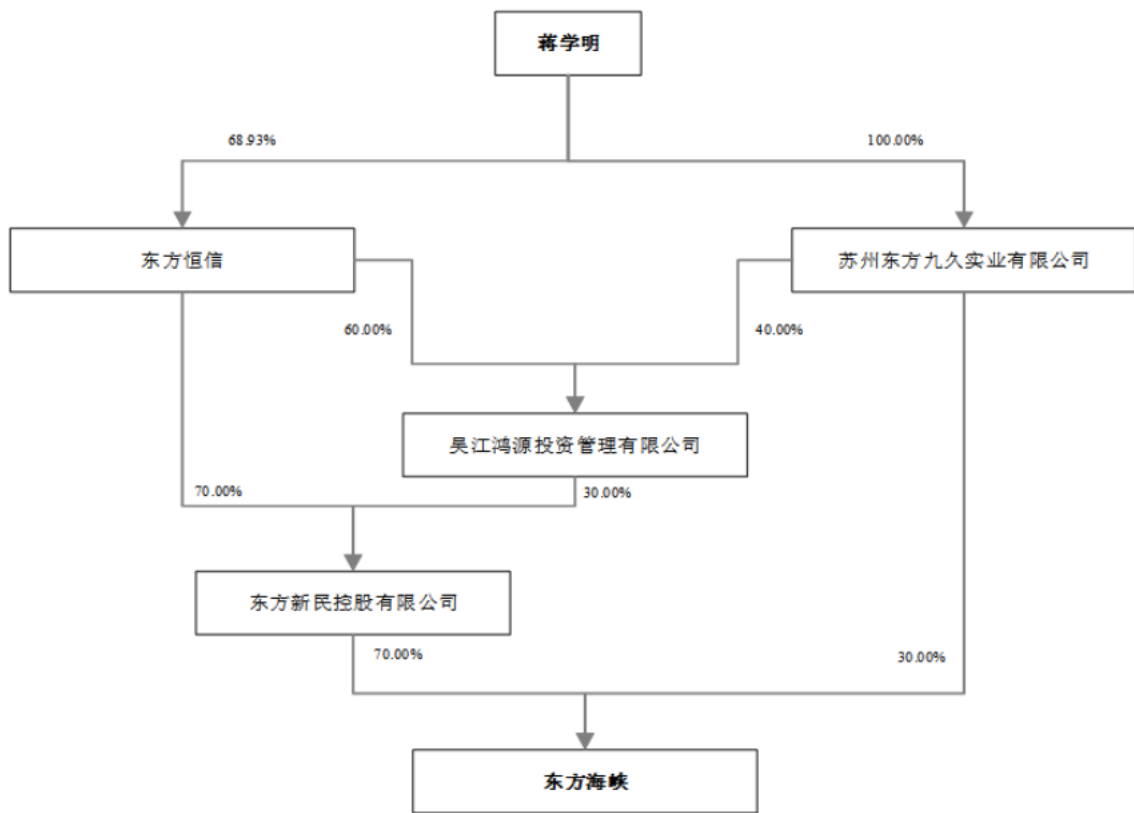 蒋学明
68.93%
100.00%
东方恒信
苏州东方九久实业有限公司
60.00%
40.00%
吴江鸿源投资管理有限公司
70.00%
30.00%
东方新民控股有限公司
70.00%
30.00%
东方海峡